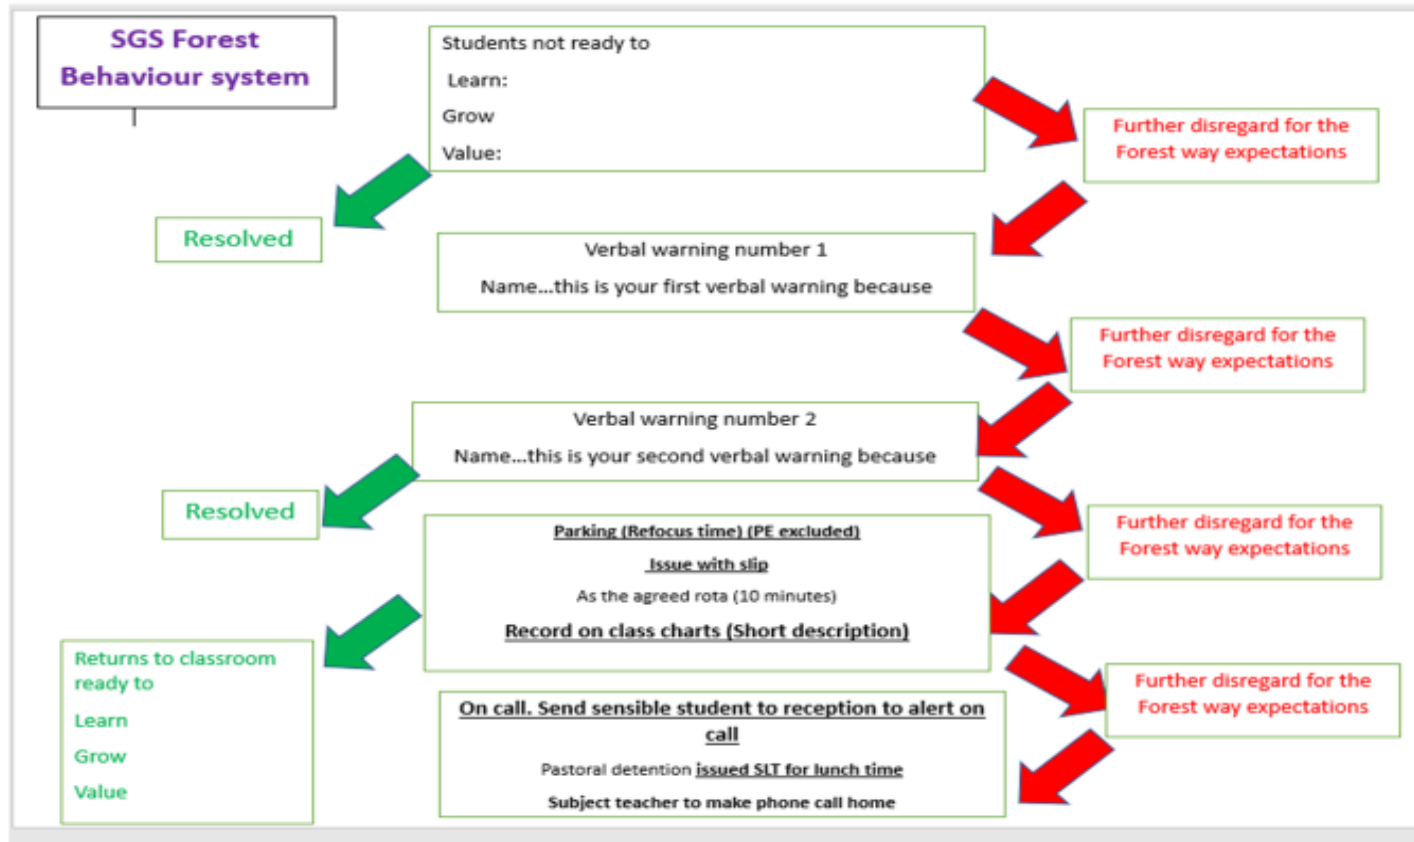 SGS Forest
Behaviour system
Students not ready to
Learn:
Grow
Value:
Further disregard for the
Forest way expectations
Resolved
Verbal warning number 1
Name...this is your first verbal warning because
Further disregard for the
Forest way expectations
Verbal warning number 2
Name...this is your second verbal warning because
Resolved
Further disregard for the
Forest way expectations
Parking (Refocus time) (PE excluded)
Issue with slip
As the agreed rota (10 minutes)
Record on class charts (Short description)
Returns to classroom
ready to
Learn
Grow
Value
Further disregard for the
Forest way expectations
On call. Send sensible student to reception to alert on
call
Pastoral detention issued SLT for lunch time
Subject teacher to make phone call home